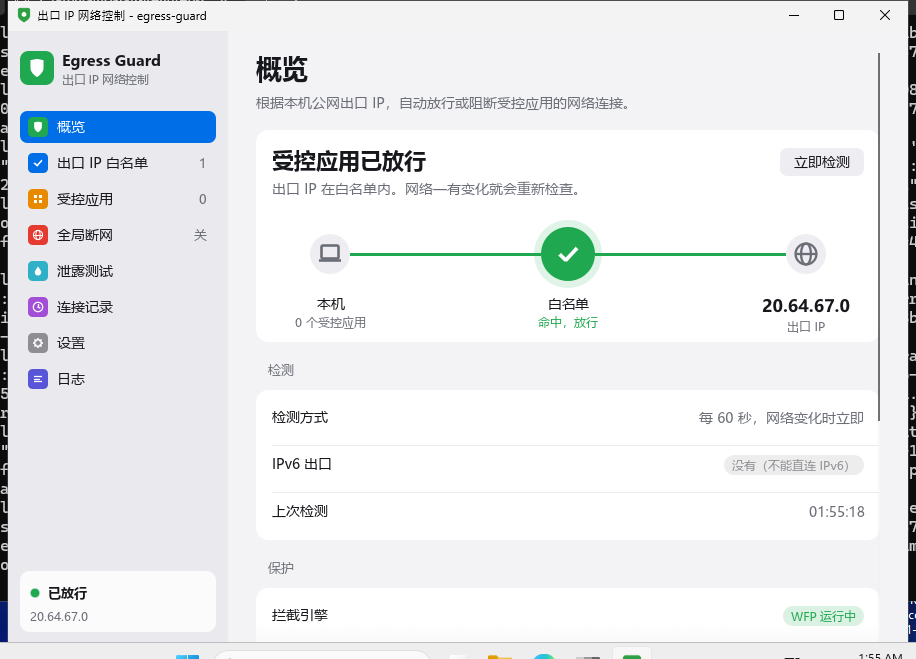 出口 IP 网络控制 - egress-guard
Egress Guard
出口 IP 网络控制
概览
出口 IP 白名单 1
受控应用 0
全局断网 关
泄露测试
连接记录
设置
日志
已放行
20.64.67.0
概览
根据本机公网出口 IP，自动放行或阻断受控应用的网络连接。
受控应用已放行
立即检测
出口 IP 在白名单内。网络一有变化就会重新检查。
本机
0 个受控应用
白名单
命中，放行
20.64.67.0
出口 IP
检测
检测方式 每 60 秒，网络变化时立即
IPv6 出口 没有（不能直连 IPv6）
上次检测 01:55:18
保护
拦截引擎 WFP 运行中
1:55 AM